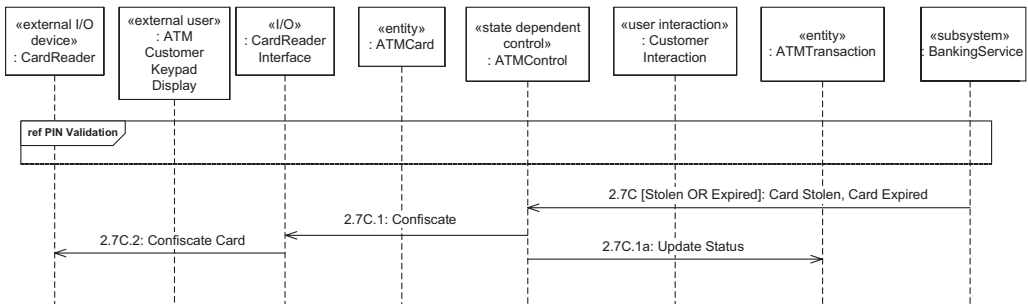 «external I/O
device»
: CardReader
«external user»
: ATM
Customer
Keypad
Display
«I/O»
: CardReader
Interface
«entity»
: ATMCard
«state dependent
control»
: ATMControl
«user interaction»
: Customer
Interaction
«entity»
: ATMTransaction
«subsystem»
: BankingService
ref PIN Validation
2.7C [Stolen OR Expired]: Card Stolen, Card Expired
2.7C.1: Confiscate
2.7C.2: Confiscate Card
2.7C.1a: Update Status